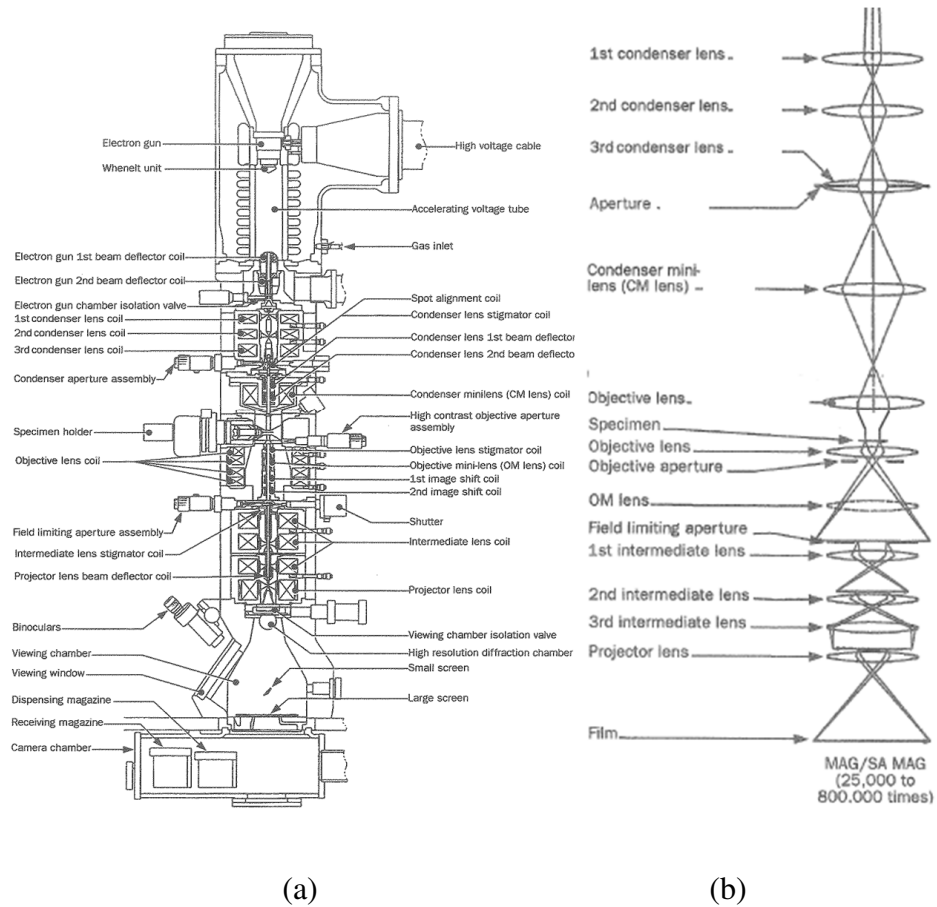 Electron gun
Whenelt unit
High voltage cable
Accelerating voltage tube
Gas inlet
Electron gun 1st beam deflector coil
Electron gun 2nd beam deflector coil
Electron gun chamber isolation valve
1st condenser lens coil
2nd condenser lens coil
3rd condenser lens coil
Condenser aperture assembly
Spot alignment coil
Condenser lens stigmator coil
Condenser lens 1st beam deflector
Condenser lens 2nd beam deflecto
Condenser minilens (CM lens) coil
High contrast objective aperture
assembly
Specimen holder
Objective lens coil
Objective lens stigmator coil
Objective mini-lens (OM lens) coil
1st image shift coil
2nd image shift coil
Shutter
Field limiting aperture assembly
Intermediate lens stigmator coil
Intermediate lens coil
Projector lens beam deflector coil
Projector lens coil
Binoculars
Viewing chamber isolation valve
High resolution diffraction chamber
Viewing chamber
Small screen
Viewing window
Dispensing magazine
Large screen
Receiving magazine
Camera chamber
(a)
1st condenser lens
2nd condenser lens
3rd condenser lens
Aperture
Condenser mini-
lens (CM lens)
Objective lens
Specimen
Objective lens
Objective aperture
OM lens
Field limiting aperture
1st intermediate lens
2nd intermediate lens
3rd intermediate lens
Projector lens
Film
MAG/SA MAG
(25,000 to
800.000 times)
(b)